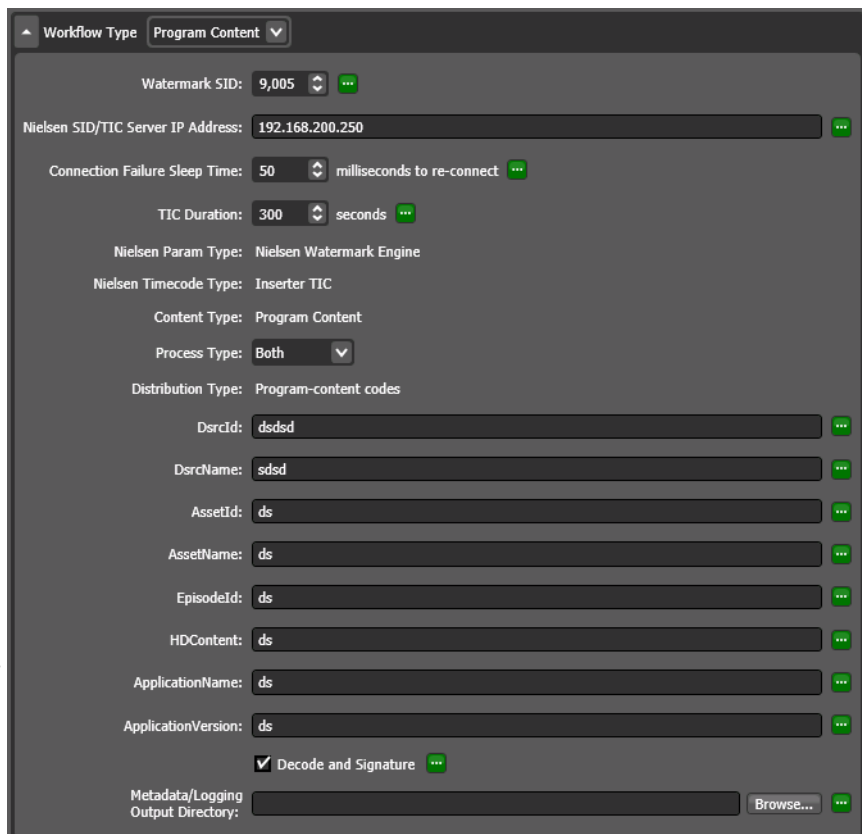 Workflow Type Program Content
Watermark SID: 9,005
Nielsen SID/TIC Server IP Address: 192.168.200.250
Connection Failure Sleep Time: 50 milliseconds to re-connect
TIC Duration: 300 seconds
Nielsen Param Type: Nielsen Watermark Engine
Nielsen Timecode Type: Inserter TIC
Content Type: Program Content
Process Type: Both
Distribution Type: Program-content codes
DsrcId: dsdsd
DsrcName: sdsd
AssetId: ds
AssetName: ds
EpisodeId: ds
HDContent: ds
ApplicationName: ds
ApplicationVersion: ds
Decode and Signature
Metadata/Logging
Output Directory: Browse...